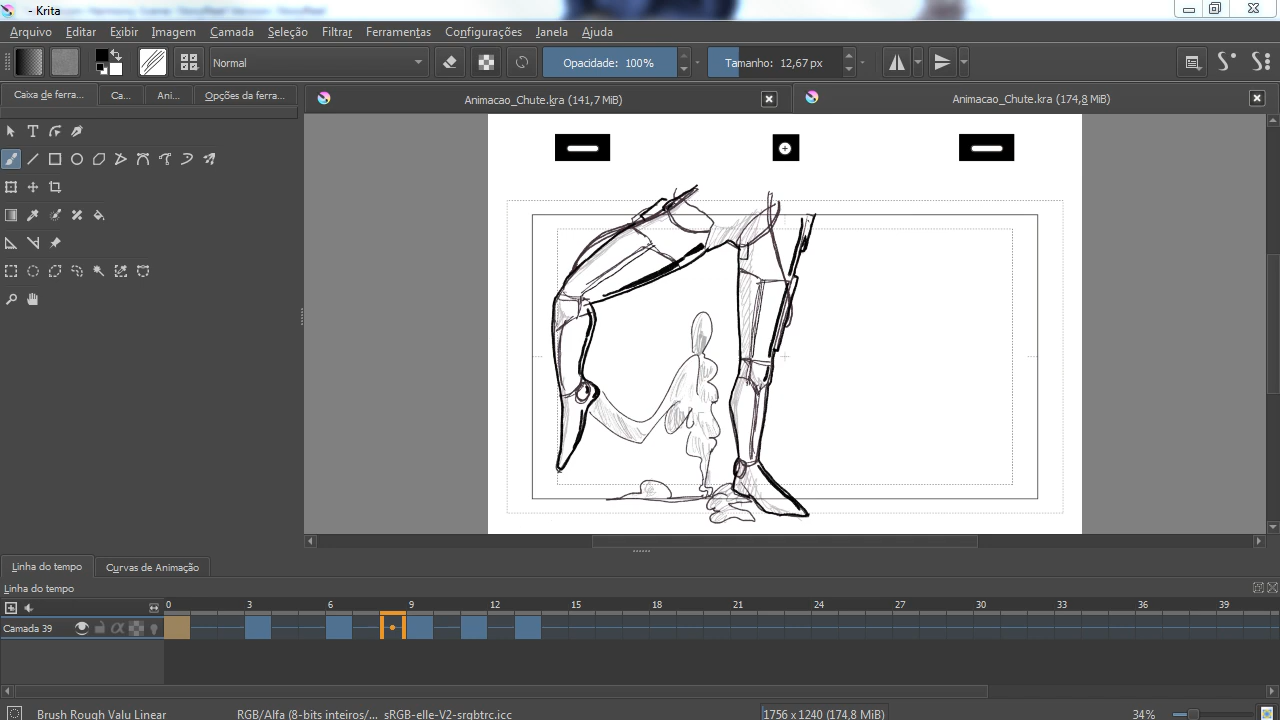 - Krita
Arquivo Editar Exibir Imagem Camada Seleção Filtrar Ferramentas Configurações Janela Ajuda
Normal Opacidade: 100% Tamanho: 12,67 px
Caixa de ferra... Ca... Ani... Opções da ferra... Animacao_Chute.kra (141,7 MiB) Animacao_Chute.kra (174,8 MiB)
Linha do tempo Curvas de Animação
Linha do tempo
0 3 6 9 12 15 18 21 24 27 30 33 36 39
Camada 39
Brush Rough Valu Linear RGB/Alfa (8-bits inteiros/... sRGB-elle-V2-srgbtrc.icc 1756 x 1240 (174,8 MiB) 34%